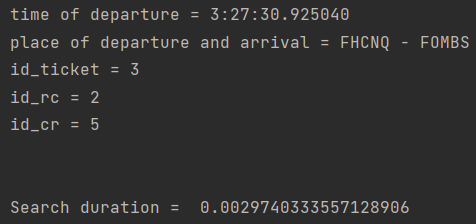 time of departure = 3:27:30.925040
place of departure and arrival = FHCNQ - FOMBS
id_ticket = 3
id_rc = 2
id_cr = 5
Search duration =  0.0029740333557128906